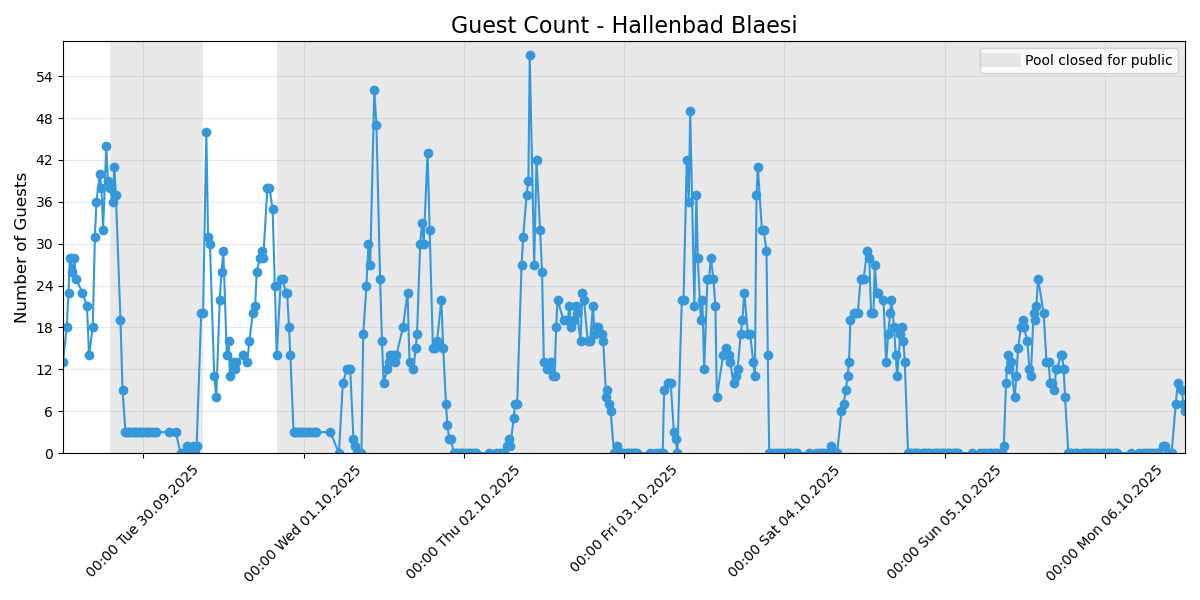 Guest Count - Hallenbad Blaesi
Pool closed for public
Number of Guests
54
48
42
36
30
24
18
12
6
0
00:00 Tue 30.09.2025
00:00 Wed 01.10.2025
00:00 Thu 02.10.2025
00:00 Fri 03.10.2025
00:00 Sat 04.10.2025
00:00 Sun 05.10.2025
00:00 Mon 06.10.2025